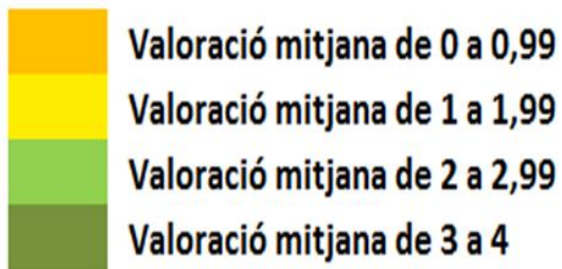 Valoració mitjana de 0 a 0,99
Valoració mitjana de 1 a 1,99
Valoració mitjana de 2 a 2,99
Valoració mitjana de 3 a 4